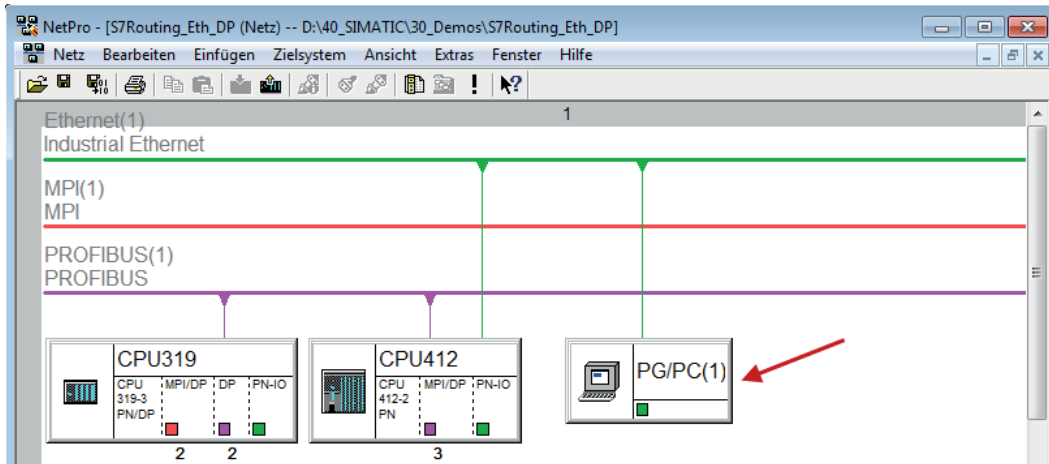 NetPro - [S7Routing_Eth_DP (Netz) -- D:\40_SIMATIC\30_Demos\S7Routing_Eth_DP]
Netz Bearbeiten Einfügen Zielsystem Ansicht Extras Fenster Hilfe
1
Ethernet(1)
Industrial Ethernet
MPI(1)
MPI
PROFIBUS(1)
PROFIBUS
CPU319
CPU MPI/DP DP PN-IO
319-3
PN/DP
2 2
CPU412
CPU MPI/DP PN-IO
412-2
PN
3
PG/PC(1)